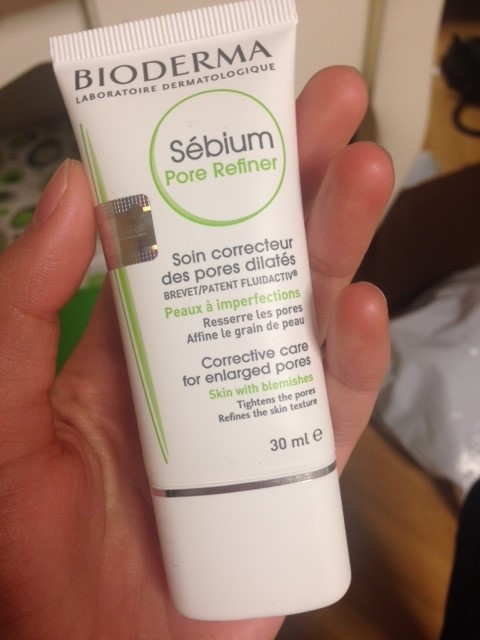 BIODERMA
LABORATOIRE DERMATOLOGIQUE
Sébium
Pore Refiner
Soin correcteur
des pores dilatés
BREVET/PATENT FLUIDACTIV®
Peaux à imperfections
Resserre les pores
Affine le grain de peau
Corrective care
for enlarged pores
Skin with blemishes
Tightens the pores
Refines the skin texture
30 ml e